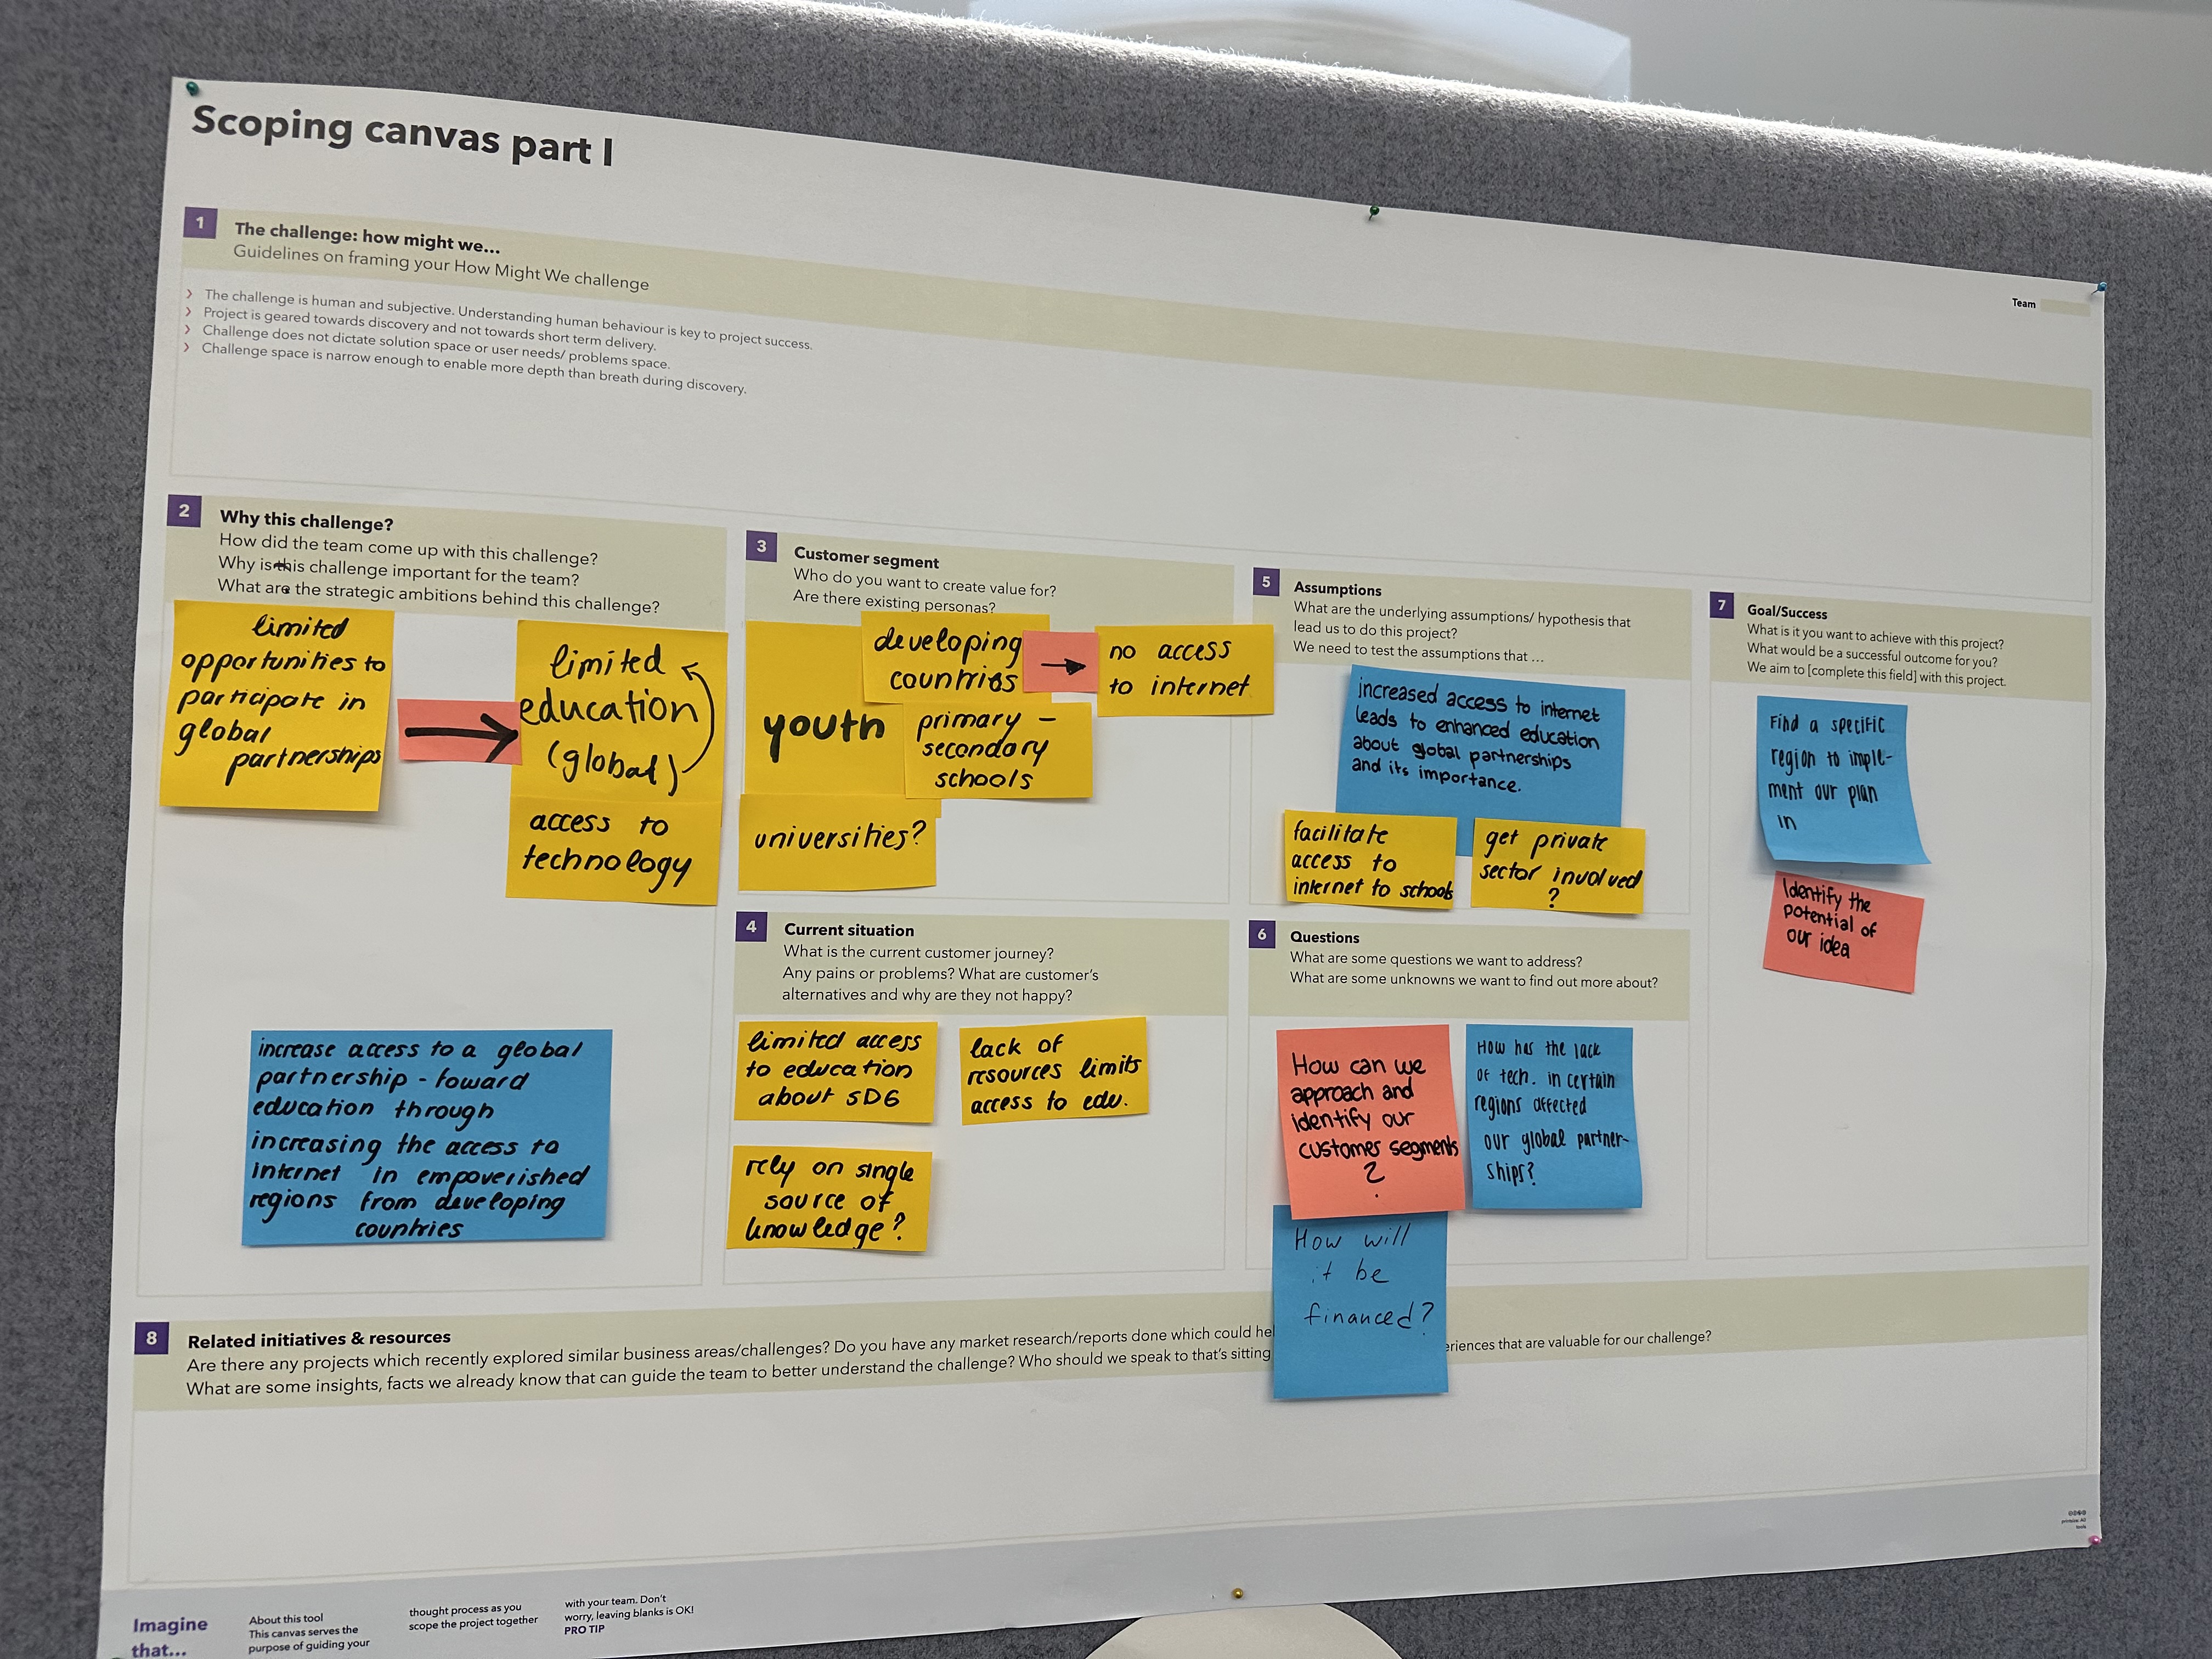 Scoping canvas part I
Team
1
The challenge: how might we...
Guidelines on framing your How Might We challenge
The challenge is human and subjective. Understanding human behaviour is key to project success.
Project is geared towards discovery and not towards short term delivery.
Challenge does not dictate solution space or user needs/ problems space.
Challenge space is narrow enough to enable more depth than breath during discovery.
2
Why this challenge?
How did the team come up with this challenge?
Why is this challenge important for the team?
What are the strategic ambitions behind this challenge?
limited
opportunities to
participate in
global
partnerships
limited
education
(global)
access to
technology
increase access to a global
partnership - toward
education through
increasing the access to
internet in empoverished
regions from developing
countries
3
Customer segment
Who do you want to create value for?
Are there existing personas?
youth
developing
countries
no access
to internet
primary -
secondary
schools
universities?
4
Current situation
What is the current customer journey?
Any pains or problems? What are customer's
alternatives and why are they not happy?
limited access
to education
about SDG
lack of
resources limits
access to edu.
rely on single
source of
knowledge?
5
Assumptions
What are the underlying assumptions/ hypothesis that
lead us to do this project?
We need to test the assumptions that ...
increased access to internet
leads to enhanced education
about global partnerships
and its importance.
facilitate
access to
internet to schools
get private
sector involved
?
6
Questions
What are some questions we want to address?
What are some unknowns we want to find out more about?
How can we
approach and
identify our
customer segments
?
How has the lack
of tech. in certain
regions affected
our global partner-
ships?
How will
it be
financed?
7
Goal/Success
What is it you want to achieve with this project?
What would be a successful outcome for you?
We aim to [complete this field] with this project.
Find a specific
region to imple-
ment our plan
in
Identify the
potential of
our idea
8
Related initiatives & resources
Are there any projects which recently explored similar business areas/challenges? Do you have any market research/reports done which could hel
eriences that are valuable for our challenge?
What are some insights, facts we already know that can guide the team to better understand the challenge? Who should we speak to that's sitting
Imagine
that...
About this tool
This canvas serves the
purpose of guiding your
thought process as you
scope the project together
with your team. Don't
worry, leaving blanks is OK!
PRO TIP